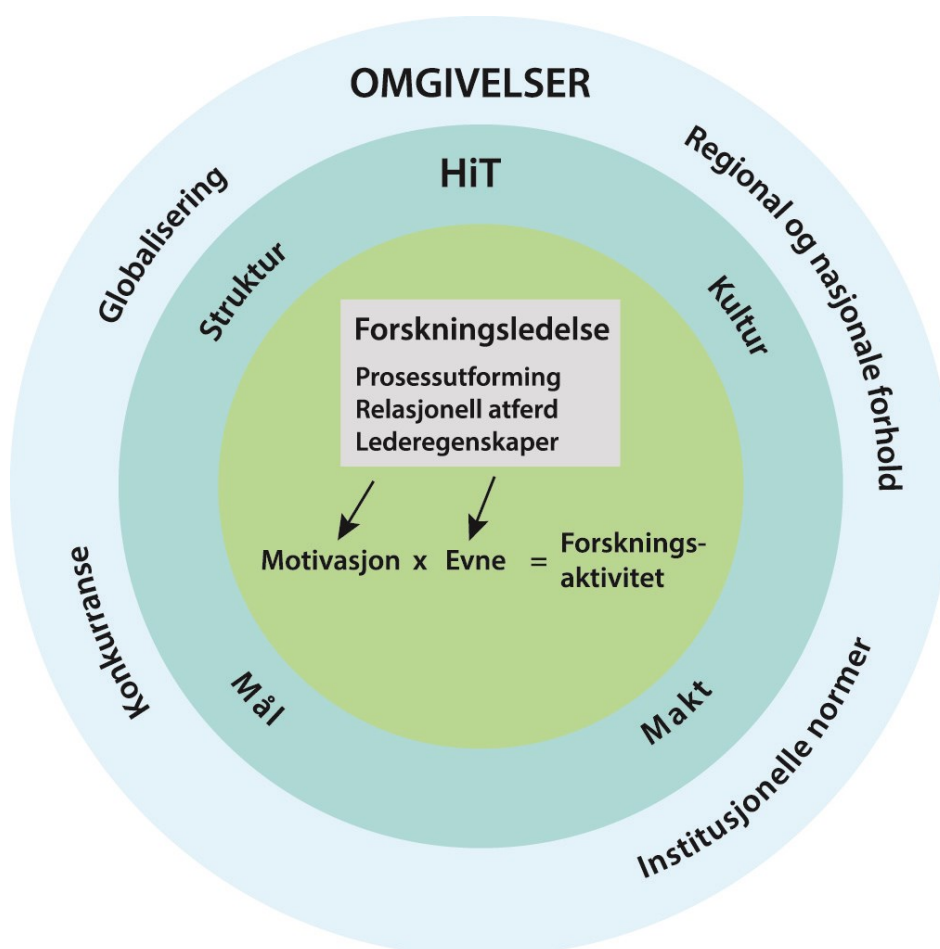 OMGIVELSER
Globalisering
Regional og nasjonale forhold
HiT
Struktur
Kultur
Forskningsledelse
Prosessutforming
Relasjonell atferd
Lederegenskaper
Motivasjon x Evne = Forsknings-
aktivitet
Konkurranse
Mål
Makt
Institusjonelle normer